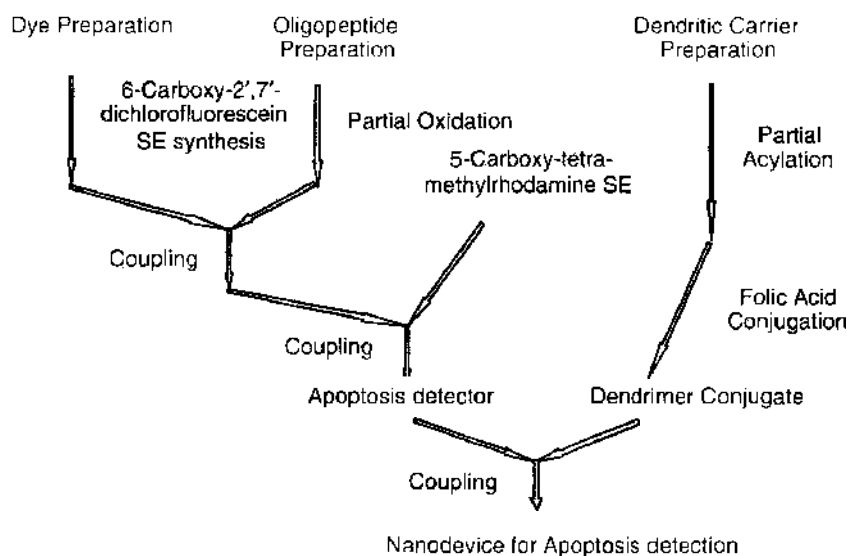 Dye Preparation
Oligopeptide
Preparation
Dendritic Carrier
Preparation
6-Carboxy-2′,7′-
dichlorofluorescein
SE synthesis
Partial Oxidation
5-Carboxy-tetra-
methylrhodamine SE
Partial
Acylation
Coupling
Folic Acid
Conjugation
Coupling
Apoptosis detector
Dendrimer Conjugate
Coupling
Nanodevice for Apoptosis detection